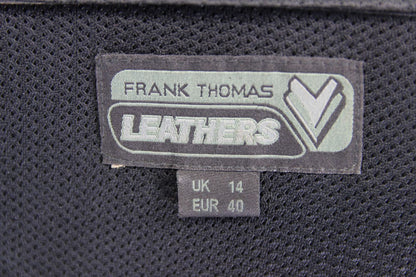 FRANK THOMAS
LEATHERS
UK 14
EUR 40